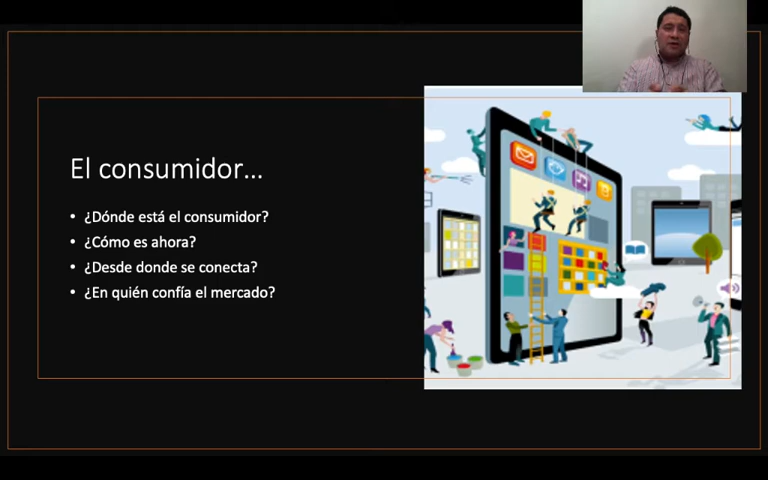 El consumidor...
• ¿Dónde está el consumidor?
• ¿Cómo es ahora?
• ¿Desde donde se conecta?
• ¿En quién confía el mercado?